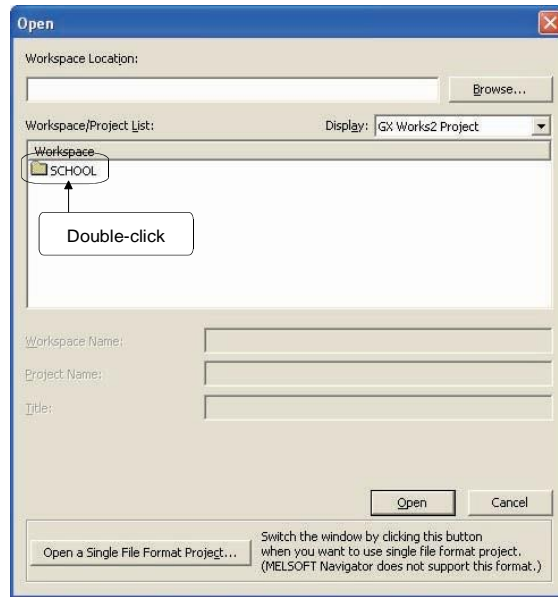 Open
Workspace Location:
Browse...
Workspace/Project List:
Display: GX Works2 Project
Workspace
SCHOOL
Double-click
Workspace Name:
Project Name:
Title:
Open
Cancel
Open a Single File Format Project...
Switch the window by clicking this button
when you want to use single file format project.
(MELSOFT Navigator does not support this format.)